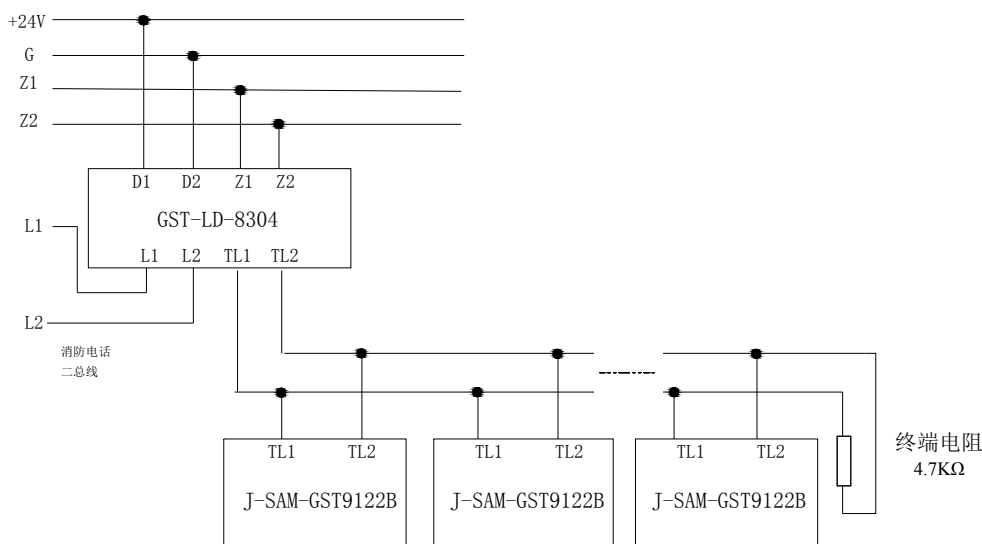 +24V
G
Z1
Z2
D1 D2 Z1 Z2
GST-LD-8304
L1
L1 L2 TL1 TL2
L2
消防电话
二总线
TL1 TL2 TL1 TL2 TL1 TL2
J-SAM-GST9122B J-SAM-GST9122B J-SAM-GST9122B
终端电阻
4.7KΩ